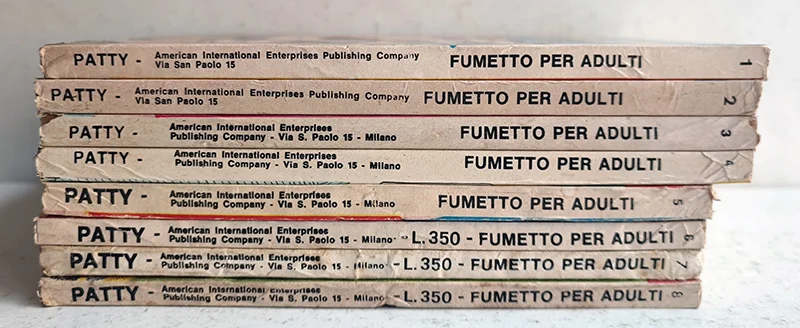 PATTY - American International Enterprises Publishing Company FUMETTO PER ADULTI 1
Via San Paolo 15
PATTY - American International Enterprises Publishing Company FUMETTO PER ADULTI 2
Via San Paolo 15
PATTY - American International Enterprises FUMETTO PER ADULTI 3
Publishing Company - Via S. Paolo 15 - Milano
PATTY - American International Enterprises FUMETTO PER ADULTI 4
Publishing Company - Via S. Paolo 15 - Milano
PATTY - American International Enterprises FUMETTO PER ADULTI 5
Publishing Company - Via S. Paolo 15 - Milano
PATTY - American International Enterprises - L.350 - FUMETTO PER ADULTI 6
Publishing Company - Via S. Paolo 15 - Milano
PATTY - American International Enterprises - L.350 - FUMETTO PER ADULTI 7
Publishing Company - Via S. Paolo 15 - Milano
PATTY - American International Enterprises - L.350 - FUMETTO PER ADULTI 8
Publishing Company - Via S. Paolo 15 - Milano